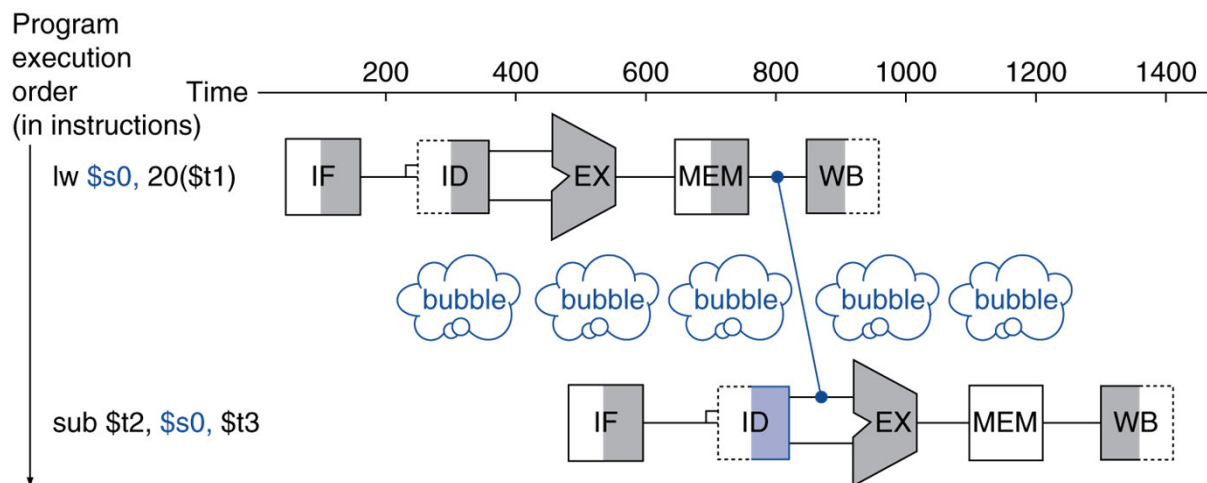 Program
execution
order
(in instructions)
Time
200 400 600 800 1000 1200 1400
lw $s0, 20($t1)
IF ID EX MEM WB
bubble bubble bubble bubble bubble
sub $t2, $s0, $t3
IF ID EX MEM WB